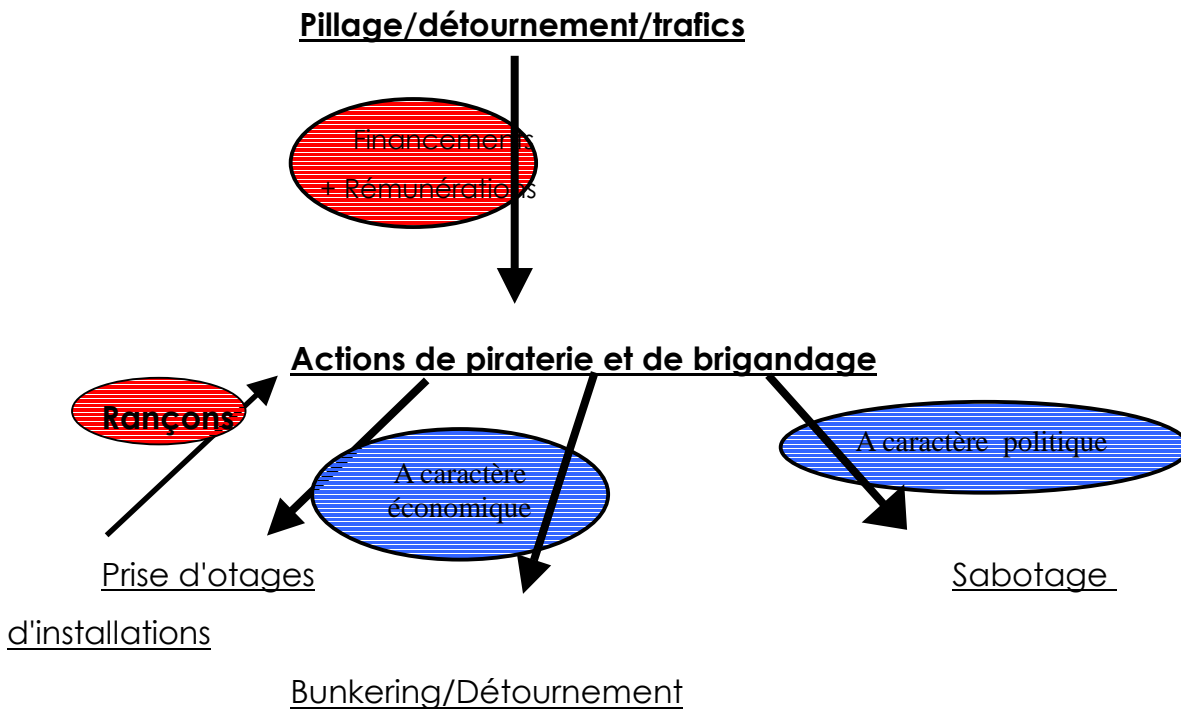 Pillage/détournement/trafics
Financements
+ Rémunérations
Actions de piraterie et de brigandage
Rançons
A caractère
économique
A caractère politique
Prise d'otages
Sabotage
d'installations
Bunkering/Détournement